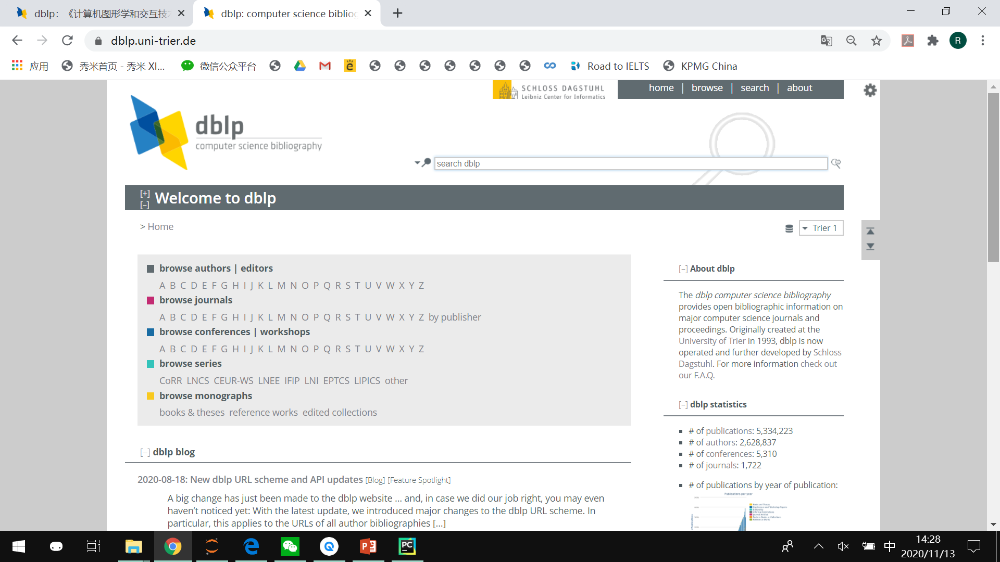 dblp: 《计算机图形学和交互技
dblp: computer science bibliog
dblp.uni-trier.de
R
应用
秀米首页 - 秀米 XI...
微信公众平台
Road to IELTS
KPMG China
SCHLOSS DAGSTUHL
Leibniz Center for Informatics
home | browse | search | about
dblp
computer science bibliography
search dblp
[+]
[–]
Welcome to dblp
> Home
Trier 1
browse authors | editors
A B C D E F G H I J K L M N O P Q R S T U V W X Y Z
browse journals
A B C D E F G H I J K L M N O P Q R S T U V W X Y Z by publisher
browse conferences | workshops
A B C D E F G H I J K L M N O P Q R S T U V W X Y Z
browse series
CoRR LNCS CEUR-WS LNEE IFIP LNI EPTCS LIPICS other
browse monographs
books & theses reference works edited collections
[–] dblp blog
2020-08-18: New dblp URL scheme and API updates [Blog] [Feature Spotlight]
A big change has just been made to the dblp website ... and, in case we did our job right, you may even
haven’t noticed yet: With the latest update, we introduced major changes to the dblp URL scheme. In
particular, this applies to the URLs of all author bibliographies [...]
[–] About dblp
The dblp computer science bibliography
provides open bibliographic information on
major computer science journals and
proceedings. Originally created at the
University of Trier in 1993, dblp is now
operated and further developed by Schloss
Dagstuhl. For more information check out
our F.A.Q.
[–] dblp statistics
# of publications: 5,334,223
# of authors: 2,628,837
# of conferences: 5,310
# of journals: 1,722
# of publications by year of publication:
Publications per year
中
14:28
2020/11/13